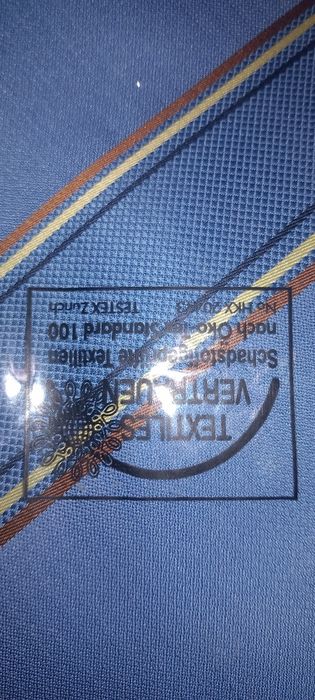 TEXTILES
VERTRAUEN
Schadstoffgeprüfte Textilien
nach Öko-Tex Standard 100
TESTEX Zürich